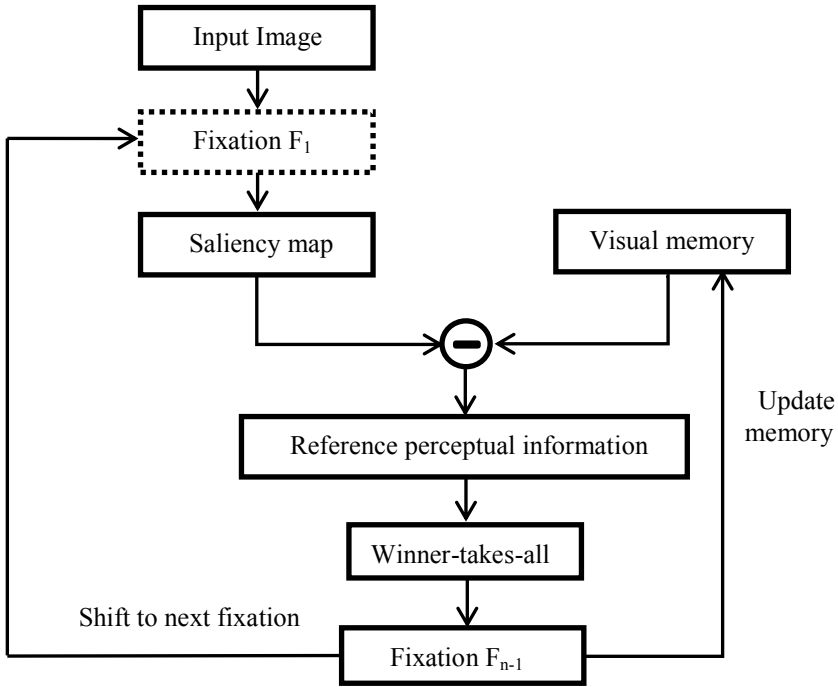 Input Image
Fixation F1
Saliency map
Visual memory
Update
memory
Reference perceptual information
Winner-takes-all
Shift to next fixation
Fixation Fn-1